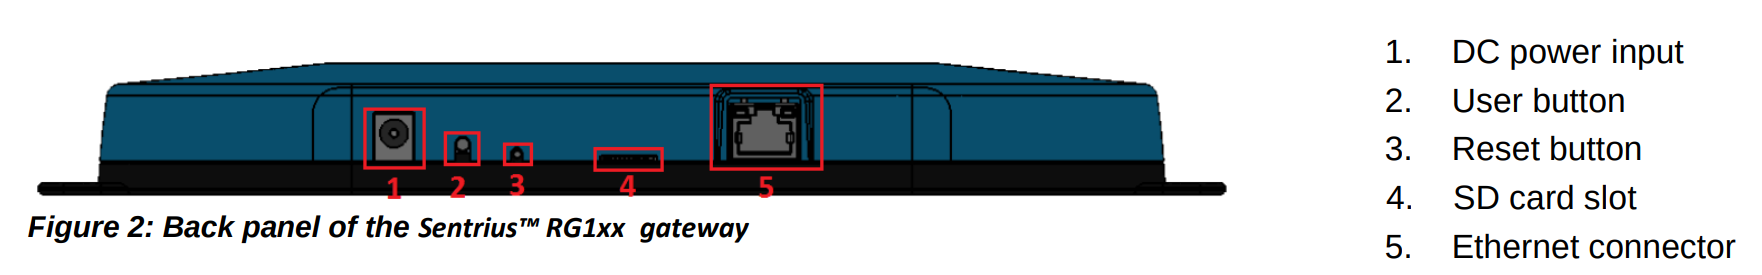 1 2 3 4 5
Figure 2: Back panel of the Sentrius™ RG1xx gateway
1. DC power input
2. User button
3. Reset button
4. SD card slot
5. Ethernet connector